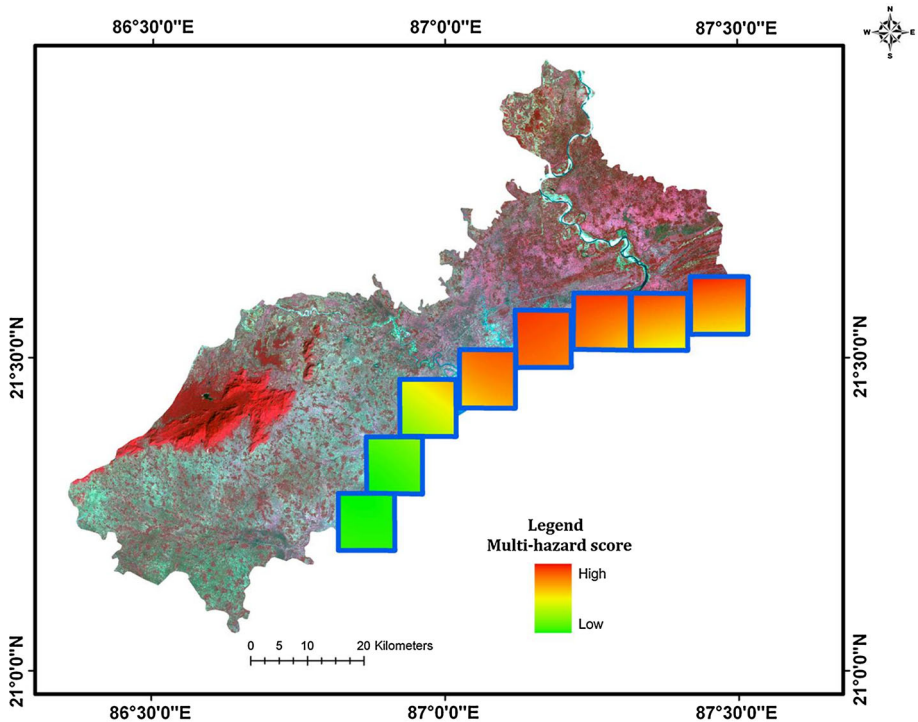 86°30'0"E 87°0'0"E 87°30'0"E
N
W E
S
21°30'0"N 21°30'0"N
Legend
Multi-hazard score
High
Low
0 5 10 20 Kilometers
21°0'0"N 21°0'0"N
86°30'0"E 87°0'0"E 87°30'0"E